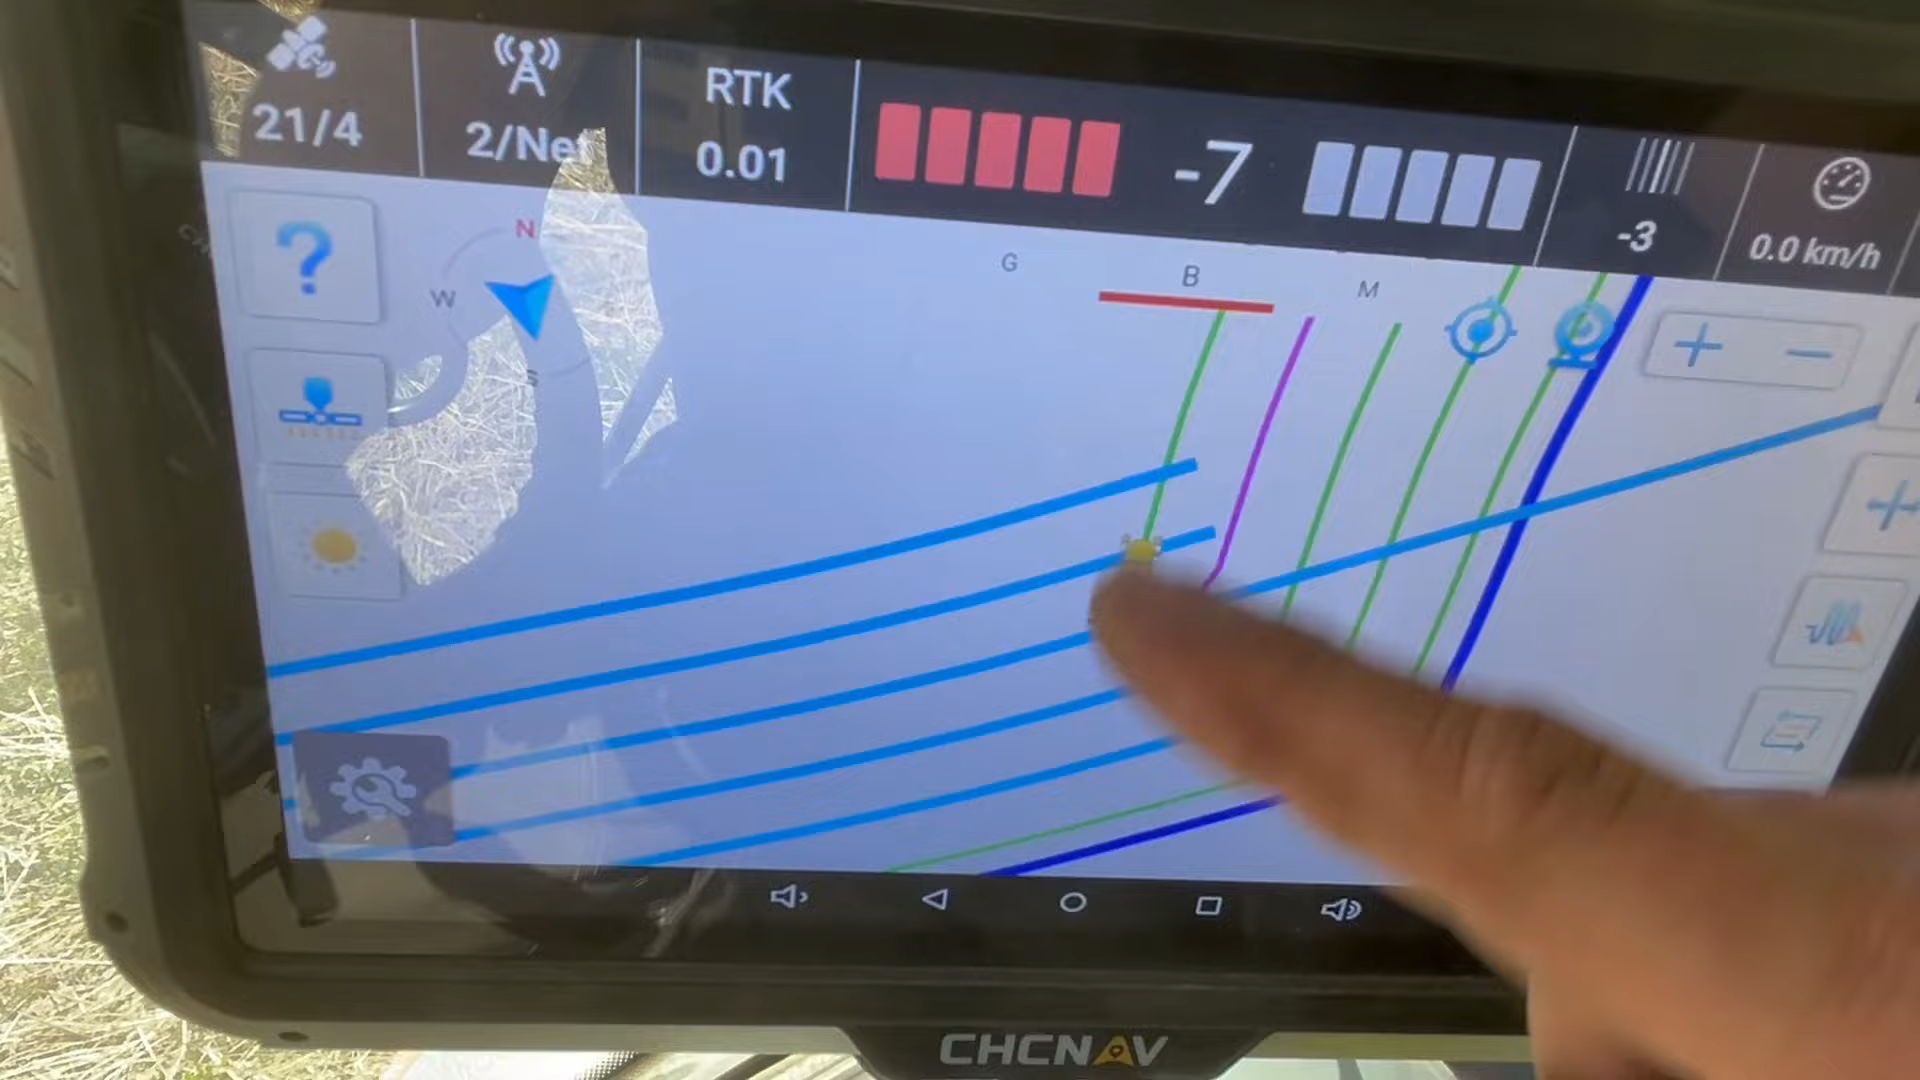 21/4
2/Net
RTK
0.01
-7
-3
0.0 km/h
N
W
S
G
B
M
?
CHCNAV